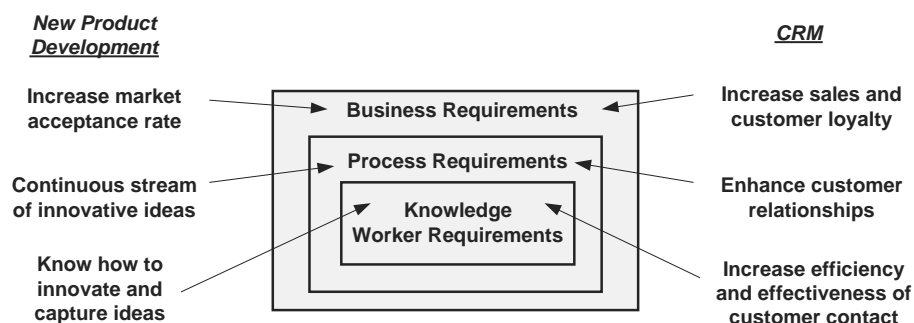 New Product
Development
Increase market
acceptance rate
Continuous stream
of innovative ideas
Know how to
innovate and
capture ideas
Business Requirements
Process Requirements
Knowledge
Worker Requirements
CRM
Increase sales and
customer loyalty
Enhance customer
relationships
Increase efficiency
and effectiveness of
customer contact